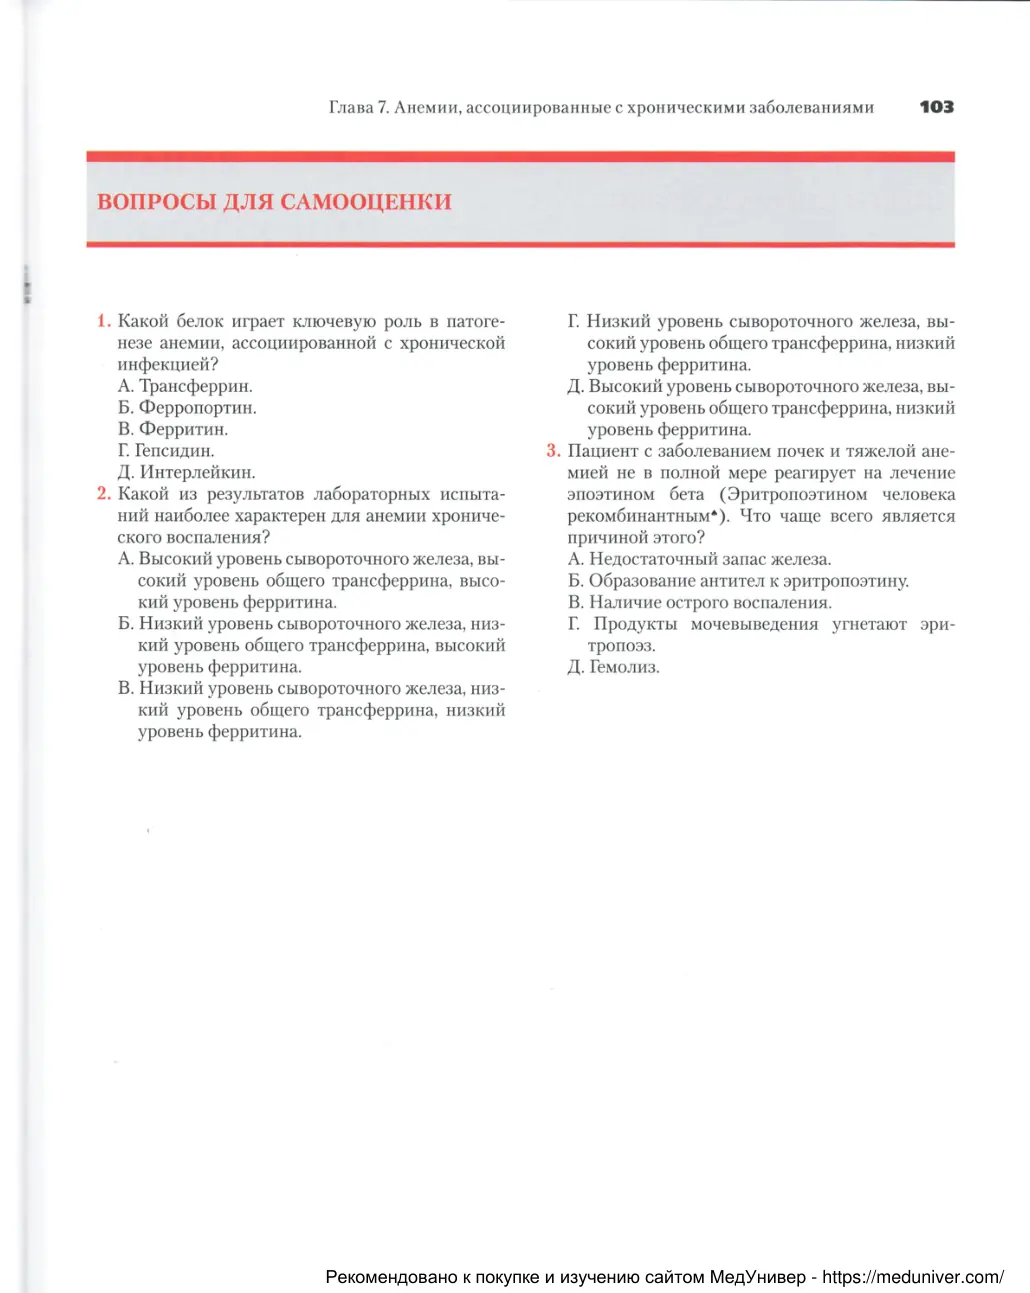 Глава 7. Анемии, ассоциированные с хроническими заболеваниями 103
ВОПРОСЫ ДЛЯ САМООЦЕНКИ
1. Какой белок играет ключевую роль в патоге-
незе анемии, ассоциированной с хронической
инфекцией?
А. Трансферрин.
Б. Ферропортин.
В. Ферритин.
Г. Гепсидин.
Д. Интерлейкин.
2. Какой из результатов лабораторных испыта-
ний наиболее характерен для анемии хрониче-
ского воспаления?
А. Высокий уровень сывороточного железа, вы-
сокий уровень общего трансферрина, высо-
кий уровень ферритина.
Б. Низкий уровень сывороточного железа, низ-
кий уровень общего трансферрина, высокий
уровень ферритина.
В. Низкий уровень сывороточного железа, низ-
кий уровень общего трансферрина, низкий
уровень ферритина.
Г. Низкий уровень сывороточного железа, вы-
сокий уровень общего трансферрина, низкий
уровень ферритина.
Д. Высокий уровень сывороточного железа, вы-
сокий уровень общего трансферрина, низкий
уровень ферритина.
3. Пациент с заболеванием почек и тяжелой ане-
мией не в полной мере реагирует на лечение
эпоэтином бета (Эритропоэтином человека
рекомбинантным♠). Что чаще всего является
причиной этого?
А. Недостаточный запас железа.
Б. Образование антител к эритропоэтину.
В. Наличие острого воспаления.
Г. Продукты мочевыведения угнетают эри-
тропоэз.
Д. Гемолиз.
Рекомендовано к покупке и изучению сайтом МедУнивер - https://meduniver.com/